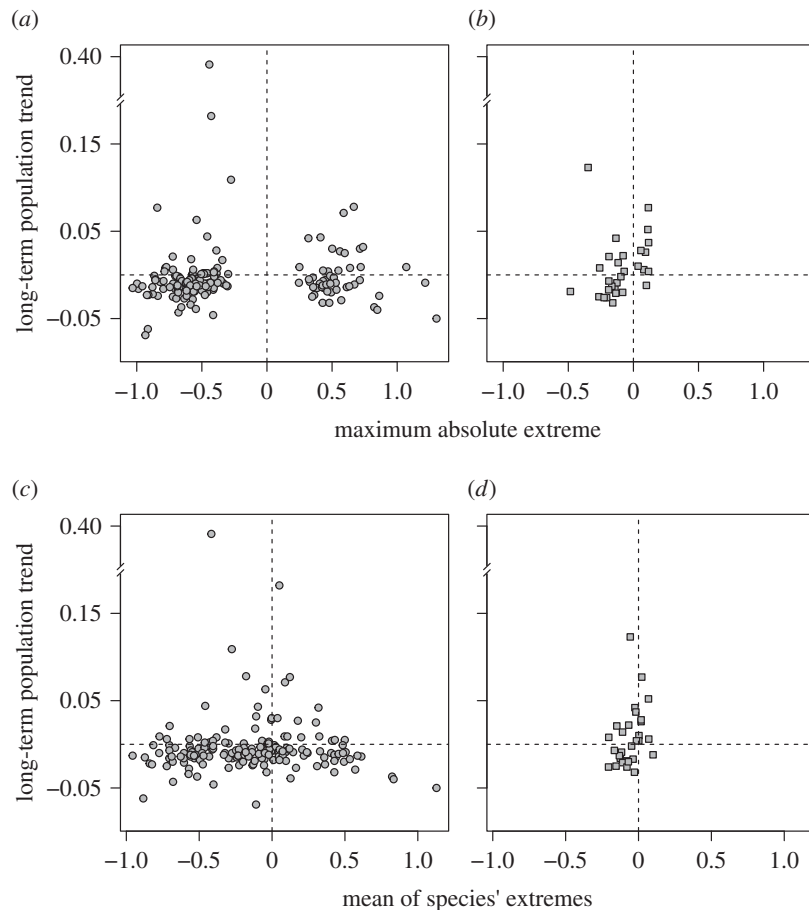 (a) (b)
0.40
0.15
0.05
−0.05
long-term population trend
−1.0 −0.5 0 0.5 1.0 −1.0 −0.5 0 0.5 1.0
maximum absolute extreme
(c) (d)
0.40
0.15
0.05
−0.05
long-term population trend
−1.0 −0.5 0 0.5 1.0 −1.0 −0.5 0 0.5 1.0
mean of species' extremes